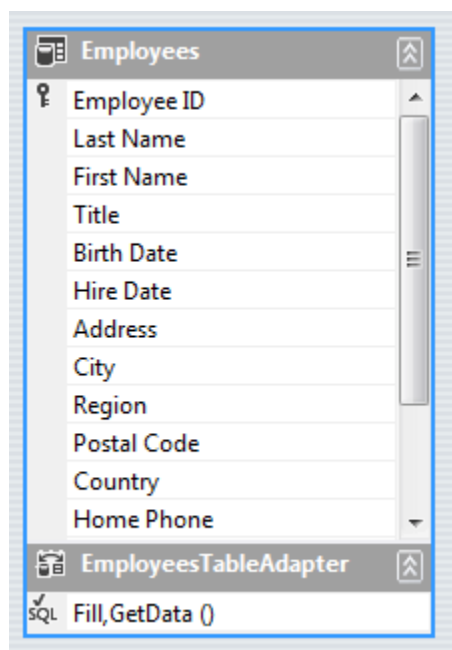 Employees
Employee ID
Last Name
First Name
Title
Birth Date
Hire Date
Address
City
Region
Postal Code
Country
Home Phone
EmployeesTableAdapter
SQL Fill,GetData ()